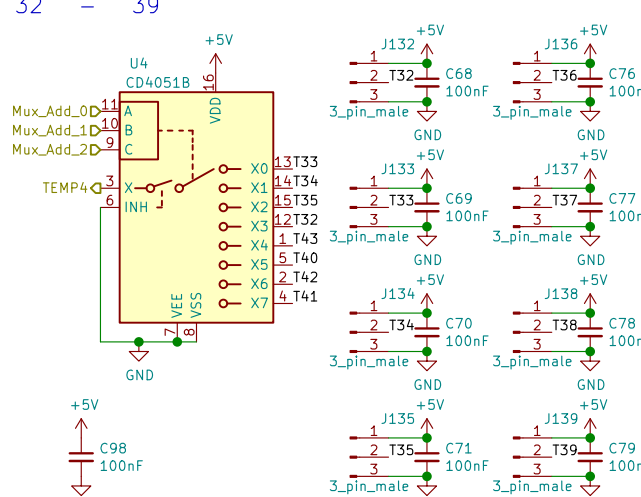 32 - 39
U4
CD4051B
+5V
16
VDD
Mux_Add_0 11 A
Mux_Add_1 10 B
Mux_Add_2 9 C
TEMP4 3 X
6 INH
X0 13 T33
X1 14 T34
X2 15 T35
X3 12 T32
X4 1 T43
X5 5 T40
X6 2 T42
X7 4 T41
VEE VSS
7 8
GND
+5V
C98
100nF
J132 +5V
1
2 T32 C68
100nF
3
3_pin_male
GND
J136 +5V
1
2 T36 C76
3
3_pin_male
GND
J133 +5V
1
2 T33 C69
100nF
3
3_pin_male
GND
J137 +5V
1
2 T37 C77
3
3_pin_male
GND
J134 +5V
1
2 T34 C70
100nF
3
3_pin_male
GND
J138 +5V
1
2 T38 C78
3
3_pin_male
GND
J135 +5V
1
2 T35 C71
100nF
3
3_pin_male
J139 +5V
1
2 T39 C79
3
3_pin_male